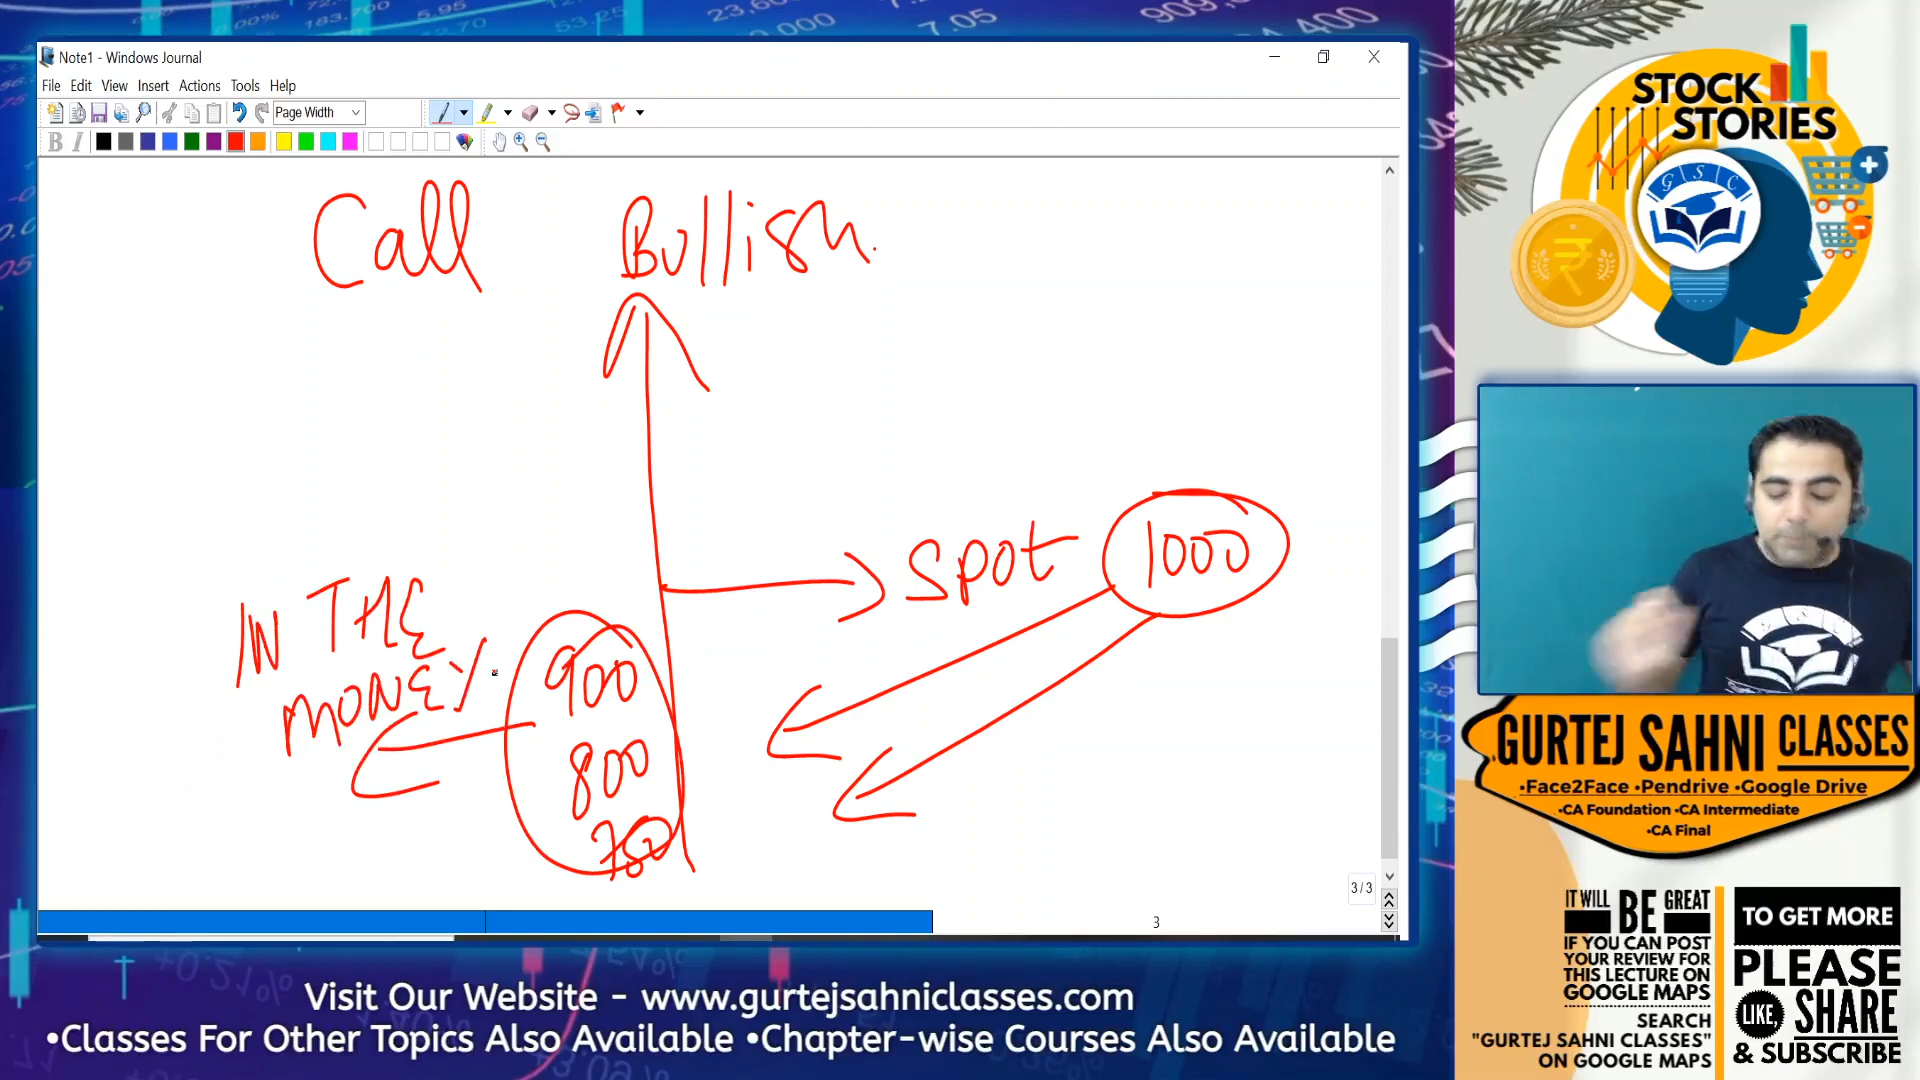 Note1 - Windows Journal
File Edit View Insert Actions Tools Help
Page Width
B I
Call Bullish.
Spot 1000
IN THE
MONEY
900
800
750
3 / 3
3
STOCK
STORIES
G S C
₹
GURTEJ SAHNI CLASSES
•Face2Face •Pendrive •Google Drive
•CA Foundation •CA Intermediate
•CA Final
IT WILL BE GREAT
IF YOU CAN POST
YOUR REVIEW FOR
THIS LECTURE ON
GOOGLE MAPS
SEARCH
"GURTEJ SAHNI CLASSES"
ON GOOGLE MAPS
TO GET MORE
PLEASE
LIKE, SHARE
& SUBSCRIBE
Visit Our Website - www.gurtejsahniclasses.com
•Classes For Other Topics Also Available •Chapter-wise Courses Also Available